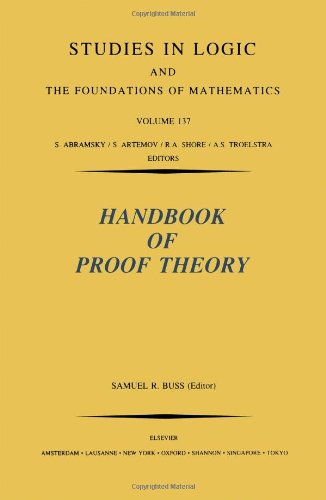 STUDIES IN LOGIC
AND
THE FOUNDATIONS OF MATHEMATICS
VOLUME 137
S. ABRAMSKY / S. ARTEMOV / R.A. SHORE / A.S. TROELSTRA
EDITORS
HANDBOOK
OF
PROOF THEORY
SAMUEL R. BUSS (Editor)
ELSEVIER
AMSTERDAM • LAUSANNE • NEW YORK • OXFORD • SHANNON • SINGAPORE • TOKYO